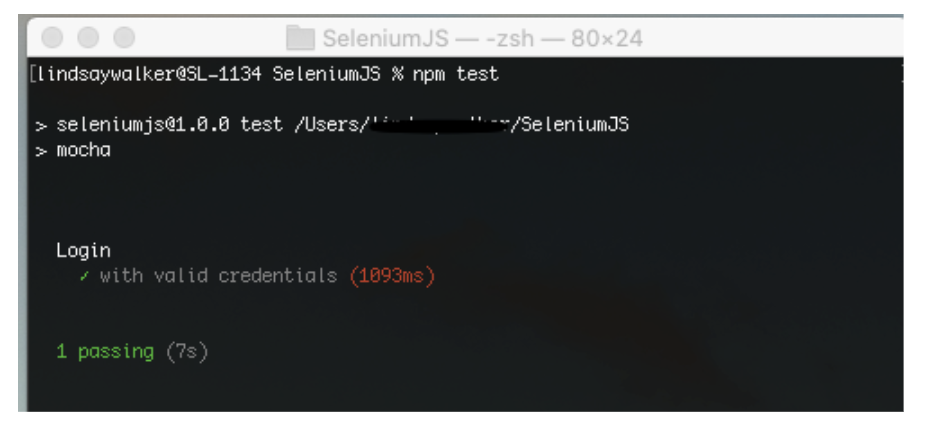 SeleniumJS — -zsh — 80×24
[lindsaywalker@SL-1134 SeleniumJS % npm test ]
> seleniumjs@1.0.0 test /Users/ /SeleniumJS
> mocha
Login
✓ with valid credentials (1093ms)
1 passing (7s)